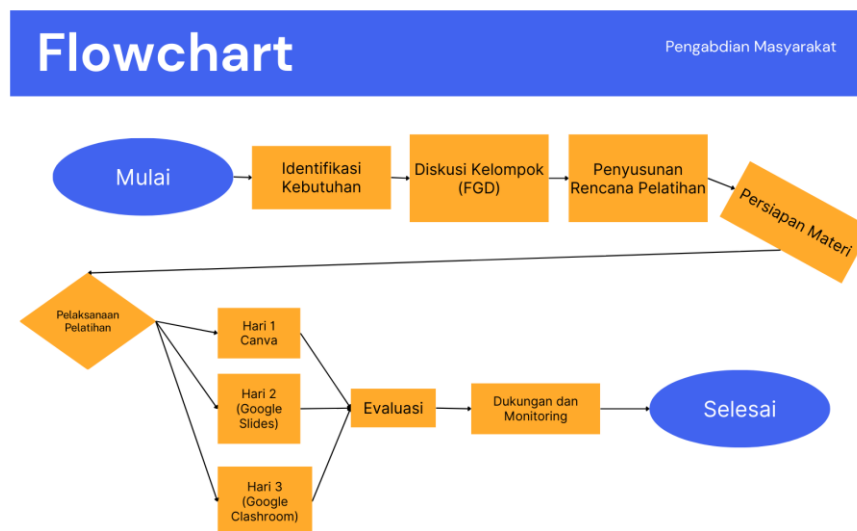 Flowchart
Pengabdian Masyarakat
Mulai
Identifikasi
Kebutuhan
Diskusi Kelompok
(FGD)
Penyusunan
Rencana Pelatihan
Persiapan Materi
Pelaksanaan
Pelatihan
Hari 1
Canva
Hari 2
(Google
Slides)
Hari 3
(Google
Clashroom)
Evaluasi
Dukungan dan
Monitoring
Selesai